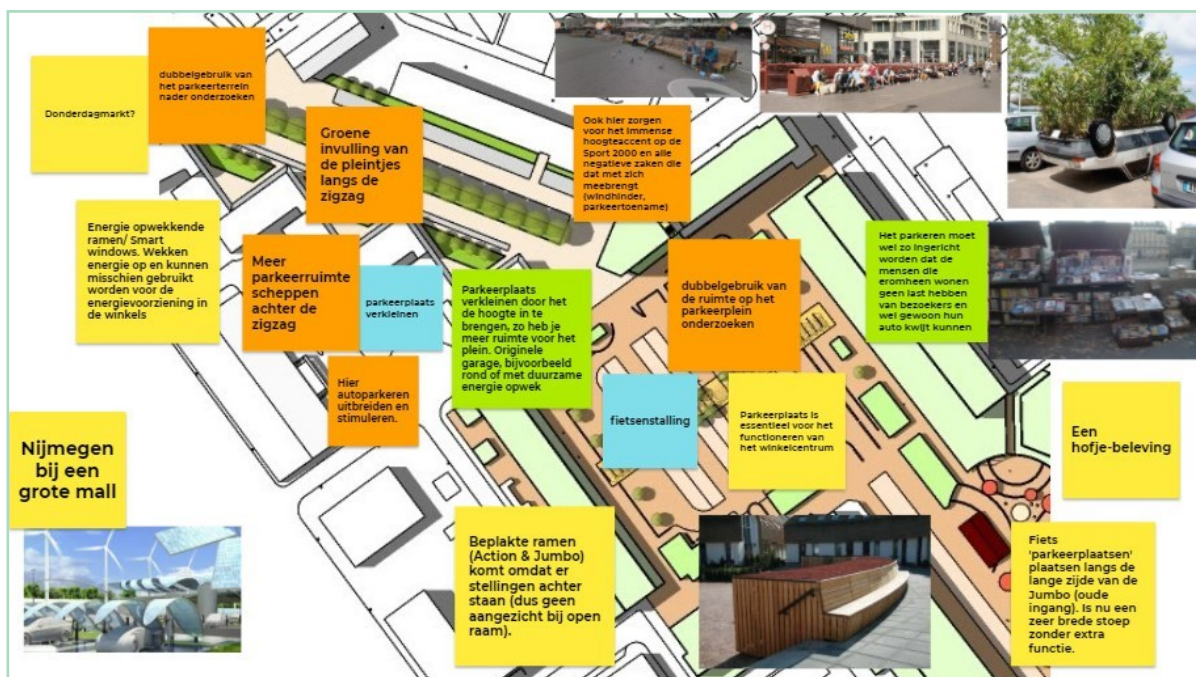 Donderdagmarkt?
dubbelgebruik van
het parkeerterrein
nader onderzoeken
Groene
invulling van
de pleintjes
langs de
zigzag
Ook hier zorgen
voor het immense
hoogteaccent op de
Sport 2000 en alle
negatieve zaken die
dat met zich
meebrengt
(windhinder,
parkeertoename)
Energie opwekkende
ramen/ Smart
windows. Wekken
energie op en kunnen
misschien gebruikt
worden voor de
energievoorziening in
de winkels
Meer
parkeerruimte
scheppen
achter de
zigzag
parkeerplaats
verkleinen
Parkeerplaats
verkleinen door het
de hoogte in te
brengen, zo heb je
meer ruimte voor het
plein. Originele
garage, bijvoorbeeld
rond of met duurzame
energie opwek
dubbelgebruik van
de ruimte op het
parkeerplein
onderzoeken
Het parkeren moet
wel zo ingericht
worden dat de
mensen die
eromheen wonen
geen last hebben
van bezoekers en
wel gewoon hun
auto kwijt kunnen
Hier
autoparkeren
uitbreiden en
stimuleren.
fietsenstalling
Parkeerplaats is
essentieel voor het
functioneren van
het winkelcentrum
Een
hofje-beleving
Nijmegen
bij een
grote mall
Beplakte ramen
(Action & Jumbo)
komt omdat er
stellingen achter
staan (dus geen
aangezicht bij open
raam).
Fiets
'parkeerplaatsen'
plaatsen langs de
lange zijde van de
Jumbo (oude
ingang). Is nu een
zeer brede stoep
zonder extra
functie.